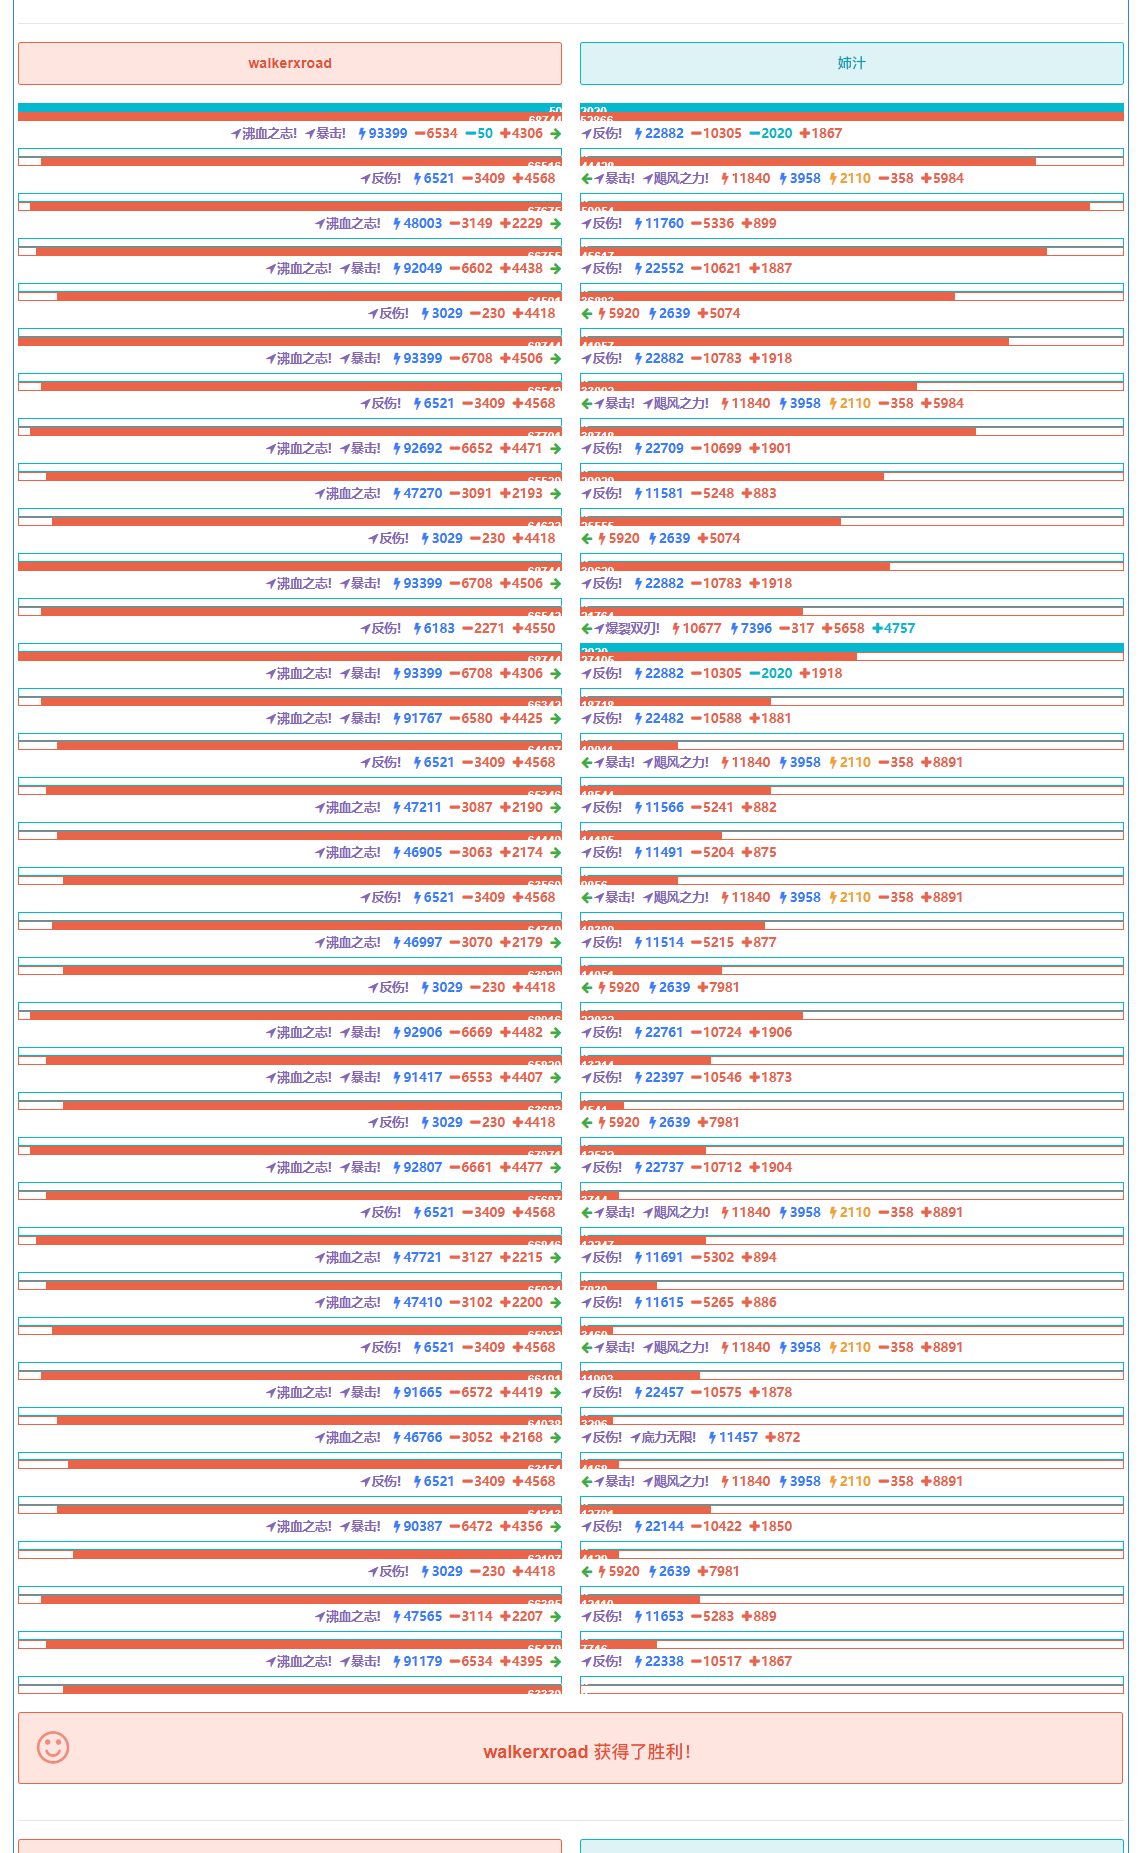 walkerxroad 姉汁
沸血之志! 暴击! 93399 −6534 −50 +4306 反伤! 22882 −10305 −2020 +1867
反伤! 6521 −3409 +4568 暴击! 飓风之力! 11840 3958 2110 −358 +5984
沸血之志! 48003 −3149 +2229 反伤! 11760 −5336 +899
沸血之志! 暴击! 92049 −6602 +4438 反伤! 22552 −10621 +1887
反伤! 3029 −230 +4418 5920 2639 +5074
沸血之志! 暴击! 93399 −6708 +4506 反伤! 22882 −10783 +1918
反伤! 6521 −3409 +4568 暴击! 飓风之力! 11840 3958 2110 −358 +5984
沸血之志! 暴击! 92692 −6652 +4471 反伤! 22709 −10699 +1901
沸血之志! 47270 −3091 +2193 反伤! 11581 −5248 +883
反伤! 3029 −230 +4418 5920 2639 +5074
沸血之志! 暴击! 93399 −6708 +4506 反伤! 22882 −10783 +1918
反伤! 6183 −2271 +4550 爆裂双刃! 10677 7396 −317 +5658 +4757
沸血之志! 暴击! 93399 −6708 +4306 反伤! 22882 −10305 −2020 +1918
沸血之志! 暴击! 91767 −6580 +4425 反伤! 22482 −10588 +1881
反伤! 6521 −3409 +4568 暴击! 飓风之力! 11840 3958 2110 −358 +8891
沸血之志! 47211 −3087 +2190 反伤! 11566 −5241 +882
沸血之志! 46905 −3063 +2174 反伤! 11491 −5204 +875
反伤! 6521 −3409 +4568 暴击! 飓风之力! 11840 3958 2110 −358 +8891
沸血之志! 46997 −3070 +2179 反伤! 11514 −5215 +877
反伤! 3029 −230 +4418 5920 2639 +7981
沸血之志! 暴击! 92906 −6669 +4482 反伤! 22761 −10724 +1906
沸血之志! 暴击! 91417 −6553 +4407 反伤! 22397 −10546 +1873
反伤! 3029 −230 +4418 5920 2639 +7981
沸血之志! 暴击! 92807 −6661 +4477 反伤! 22737 −10712 +1904
反伤! 6521 −3409 +4568 暴击! 飓风之力! 11840 3958 2110 −358 +8891
沸血之志! 47721 −3127 +2215 反伤! 11691 −5302 +894
沸血之志! 47410 −3102 +2200 反伤! 11615 −5265 +886
反伤! 6521 −3409 +4568 暴击! 飓风之力! 11840 3958 2110 −358 +8891
沸血之志! 暴击! 91665 −6572 +4419 反伤! 22457 −10575 +1878
沸血之志! 46766 −3052 +2168 反伤! 底力无限! 11457 +872
反伤! 6521 −3409 +4568 暴击! 飓风之力! 11840 3958 2110 −358 +8891
沸血之志! 暴击! 90387 −6472 +4356 反伤! 22144 −10422 +1850
反伤! 3029 −230 +4418 5920 2639 +7981
沸血之志! 47565 −3114 +2207 反伤! 11653 −5283 +889
沸血之志! 暴击! 91179 −6534 +4395 反伤! 22338 −10517 +1867
walkerxroad 获得了胜利!